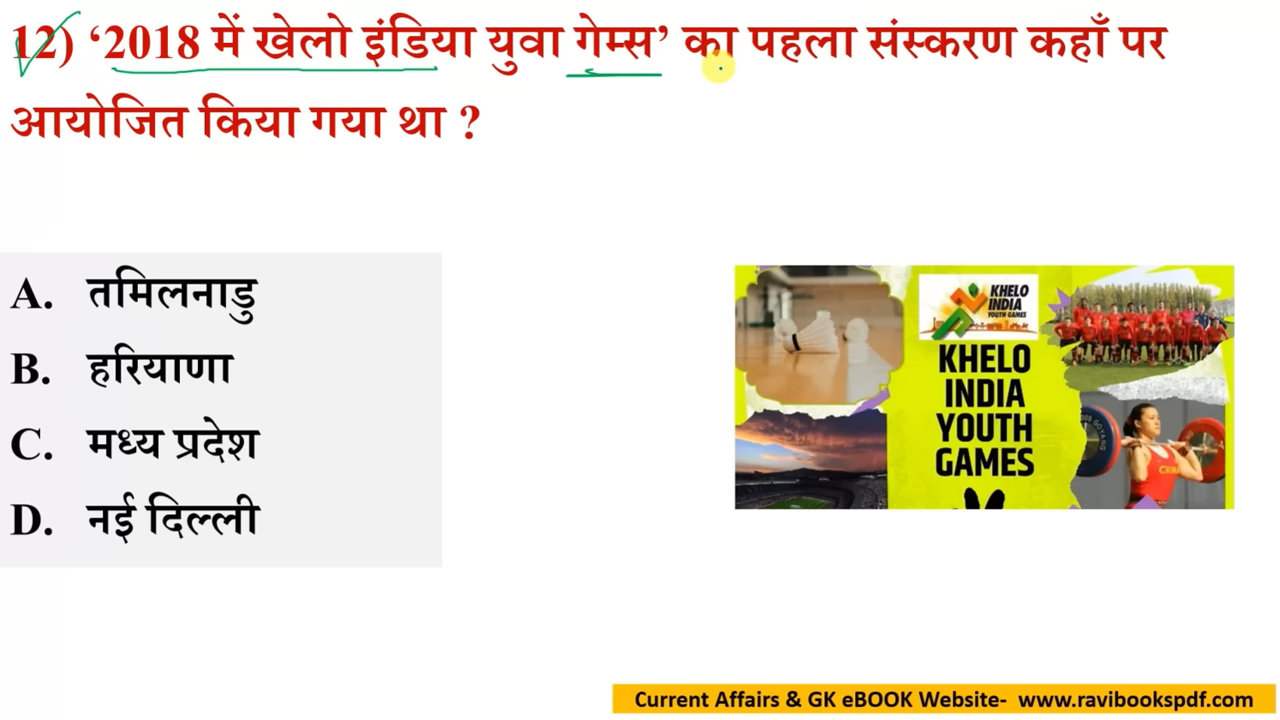 12) ‘2018 में खेलो इंडिया युवा गेम्स’ का पहला संस्करण कहाँ पर
आयोजित किया गया था ?
A. तमिलनाडु
B. हरियाणा
C. मध्य प्रदेश
D. नई दिल्ली
KHELO
INDIA
YOUTH GAMES
KHELO
INDIA
YOUTH
GAMES
CHINA
Current Affairs & GK eBOOK Website- www.ravibookspdf.com